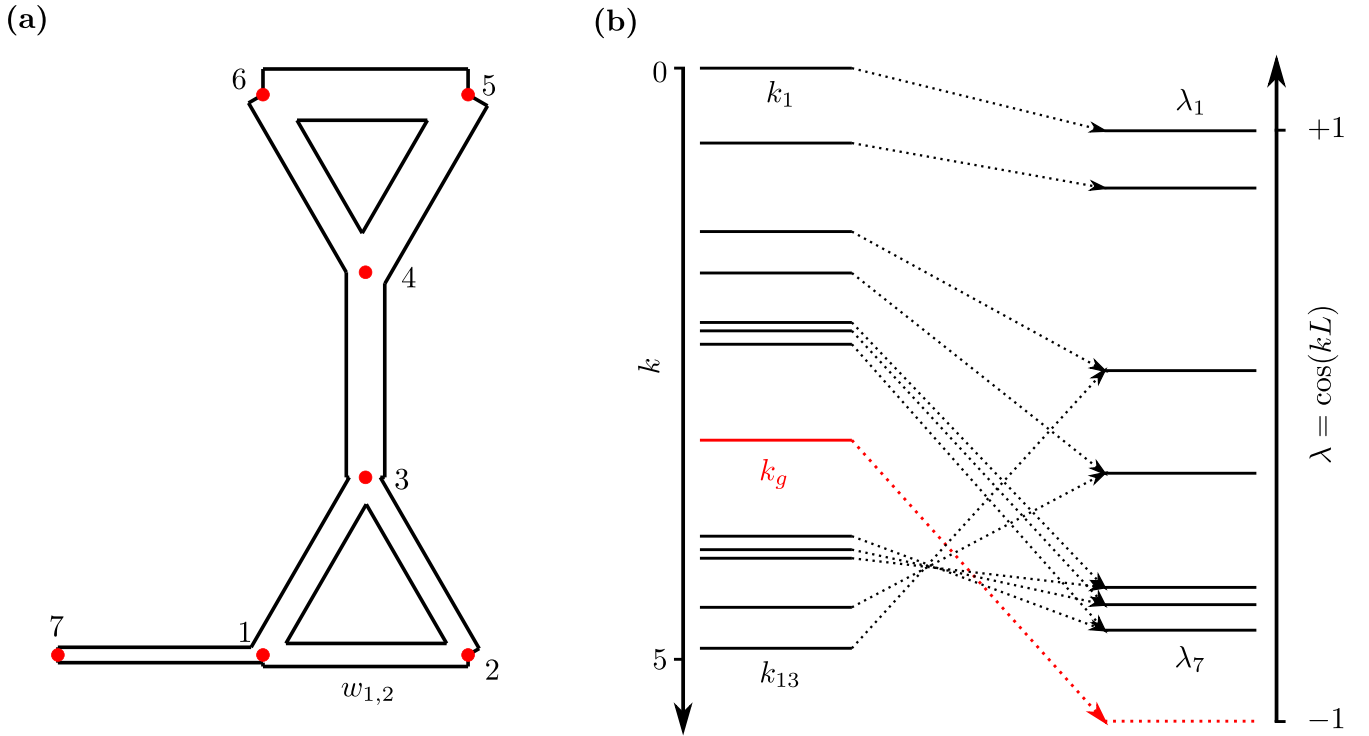 (a)
6
5
4
3
7
1
2
w1,2
(b)
0
k1
k
kg
5
k13
λ1
+1
λ = cos(kL)
λ7
−1